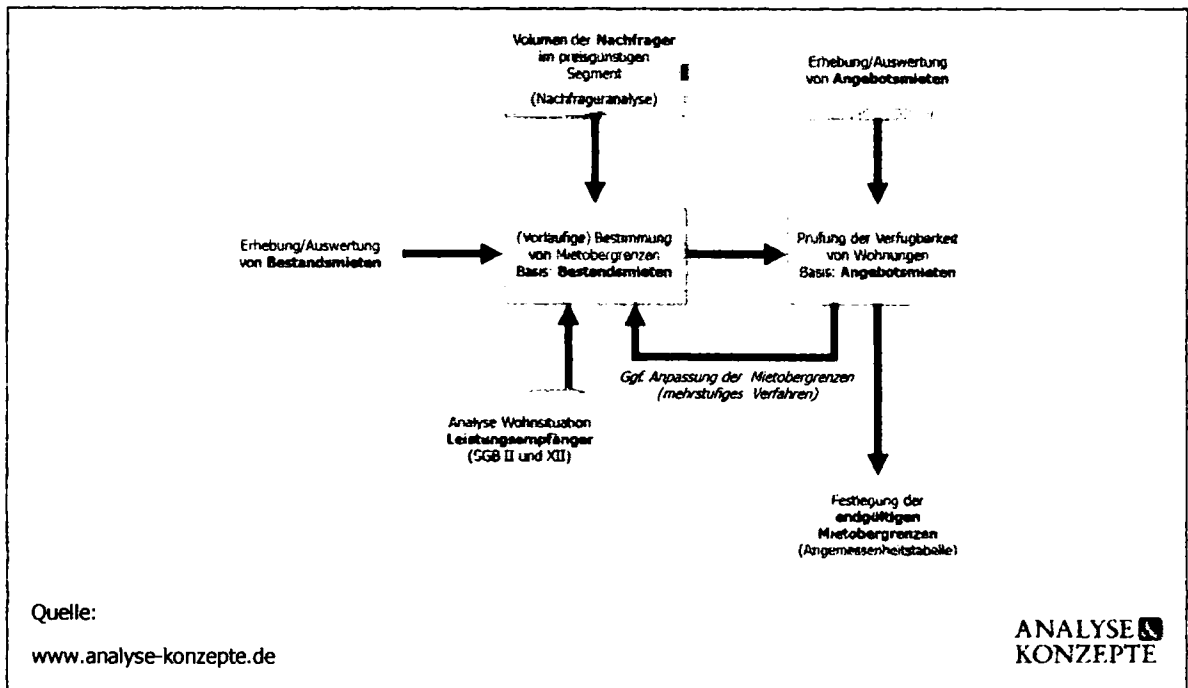 Volumen der Nachfrager
im preisgünstigen
Segment
(Nachfrageranalyse)
Erhebung/Auswertung
von Angebotsmieten
Erhebung/Auswertung
von Bestandsmieten
(Vorläufige) Bestimmung
von Mietobergrenzen
Basis: Bestandsmieten
Prüfung der Verfügbarkeit
von Wohnungen
Basis: Angebotsmieten
Ggf. Anpassung der Mietobergrenzen
(mehrstufiges Verfahren)
Analyse Wohnsituation
Leistungsempfänger
(SGB II und XII)
Festlegung der
endgültigen
Mietobergrenzen
(Angemessenheitstabelle)
Quelle:
www.analyse-konzepte.de
ANALYSE &
KONZEPTE